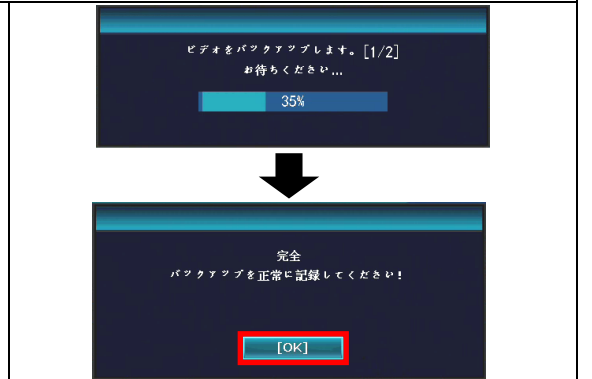 ビデオをバックアップします。[1/2]
お待ちください...
35%
完全
バックアップを正常に記録してください!
[OK]